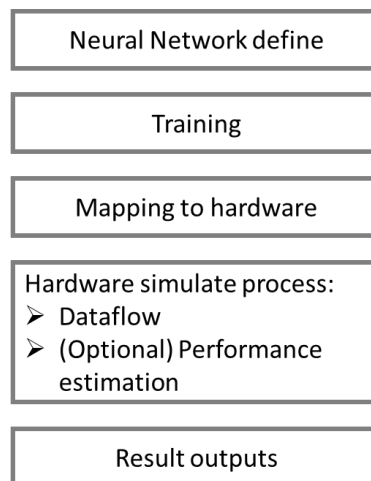 Neural Network define
Training
Mapping to hardware
Hardware simulate process:
➢ Dataflow
➢ (Optional) Performance
estimation
Result outputs